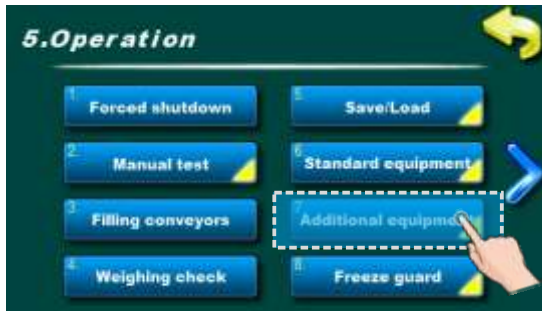 5.Operation
1.
Forced shutdown
2.
Manual test
3.
Filling conveyors
4.
Weighing check
5.
Save/Load
6.
Standard equipment
7.
Additional
8.
Freeze guard